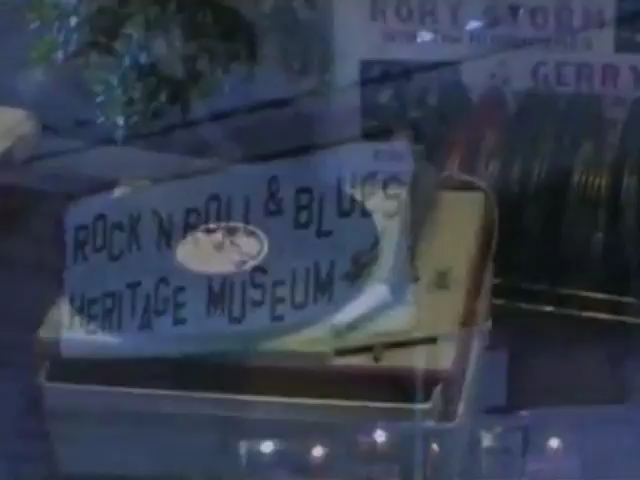 RORY STORM
GERRY
ROCK 'N ROLL & BLUES
HERITAGE MUSEUM